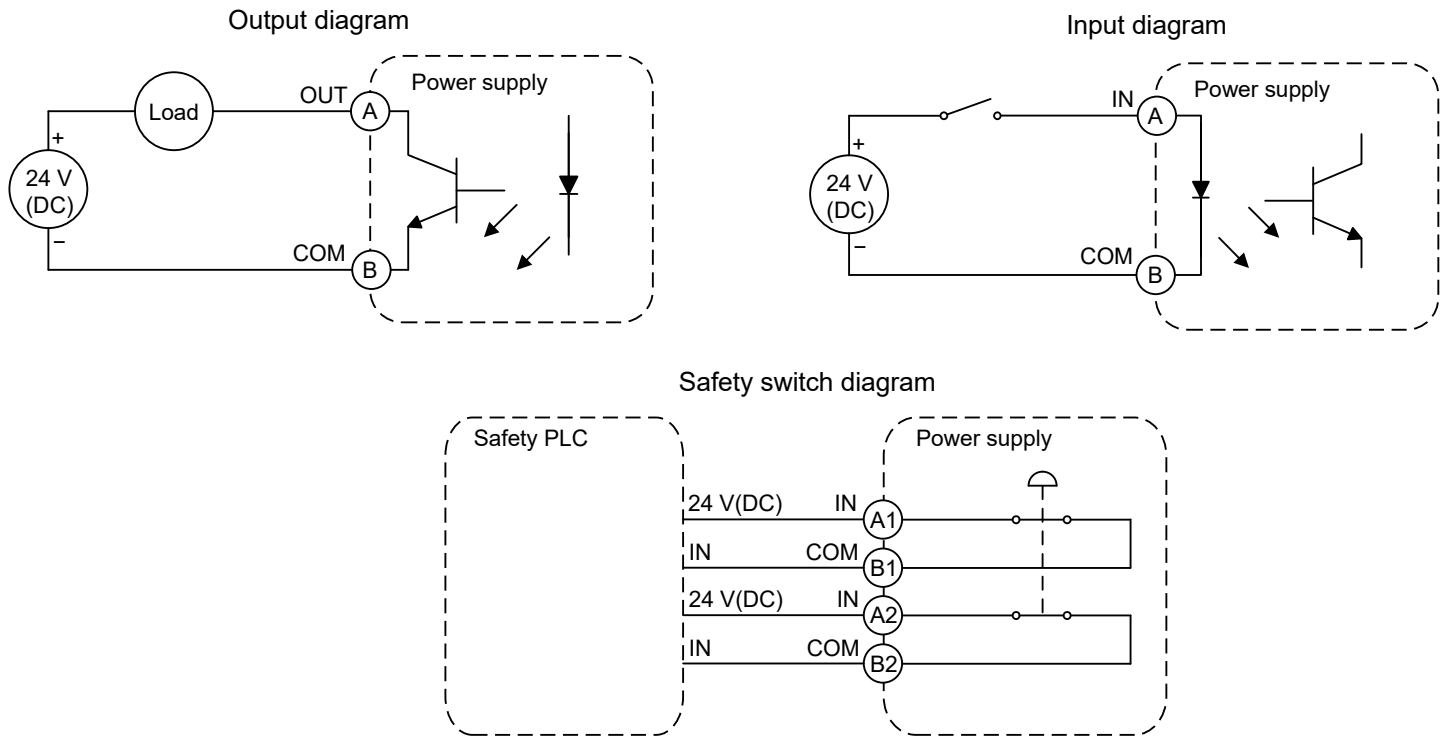 Output diagram
Power supply
OUT
A
Load
+
24 V
(DC)
–
COM
B
Input diagram
Power supply
IN
A
+
24 V
(DC)
–
COM
B
Safety switch diagram
Safety PLC
Power supply
24 V(DC) IN A1
IN COM B1
24 V(DC) IN A2
IN COM B2